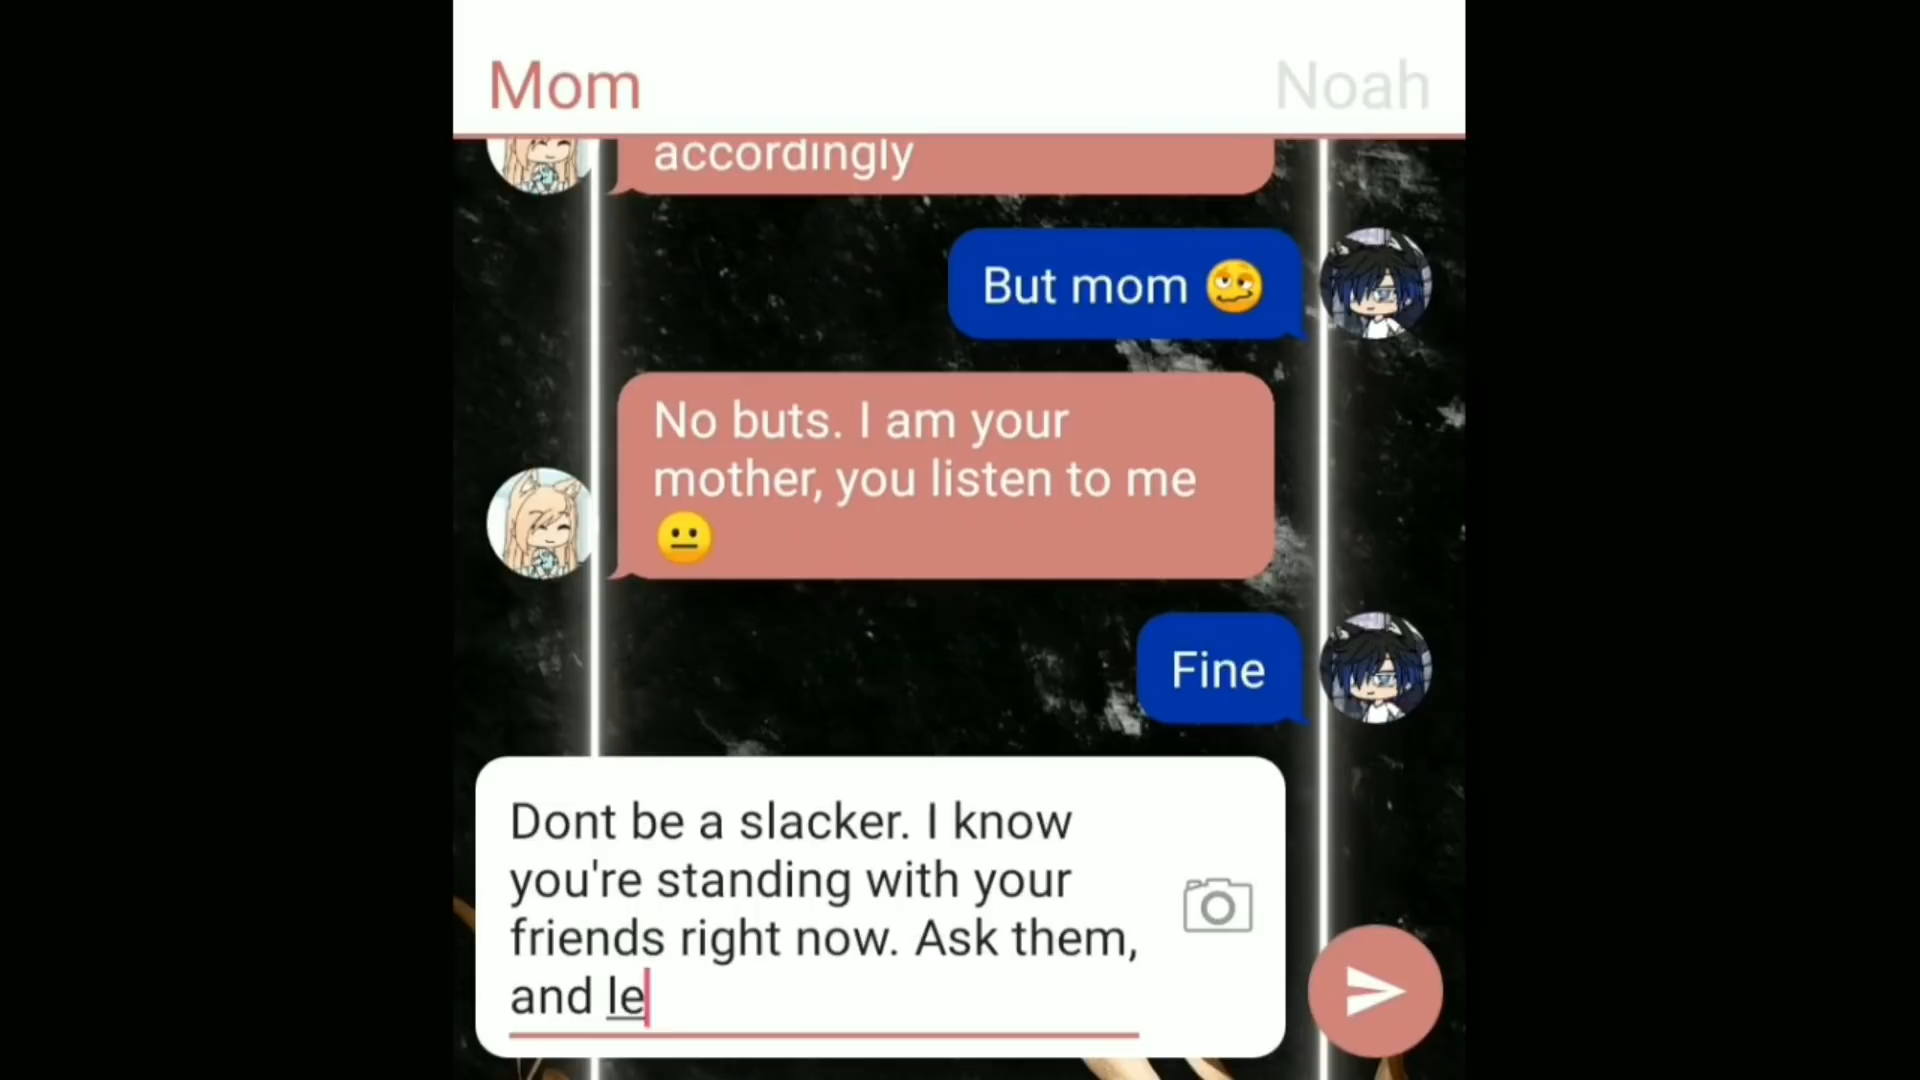 Mom
Noah
accordingly
But mom 🥴
No buts. I am your
mother, you listen to me
😐
Fine
Dont be a slacker. I know
you're standing with your
friends right now. Ask them,
and le